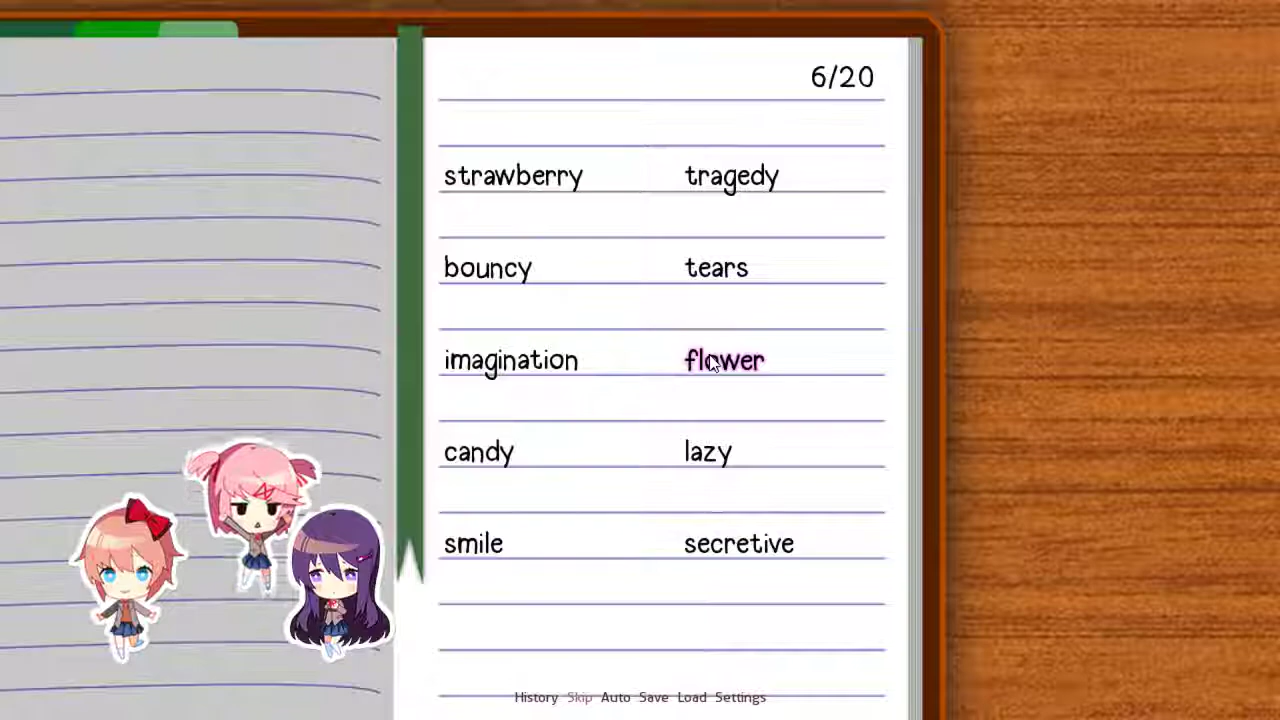 6/20
strawberry tragedy
bouncy tears
imagination flower
candy lazy
smile secretive
History Skip Auto Save Load Settings